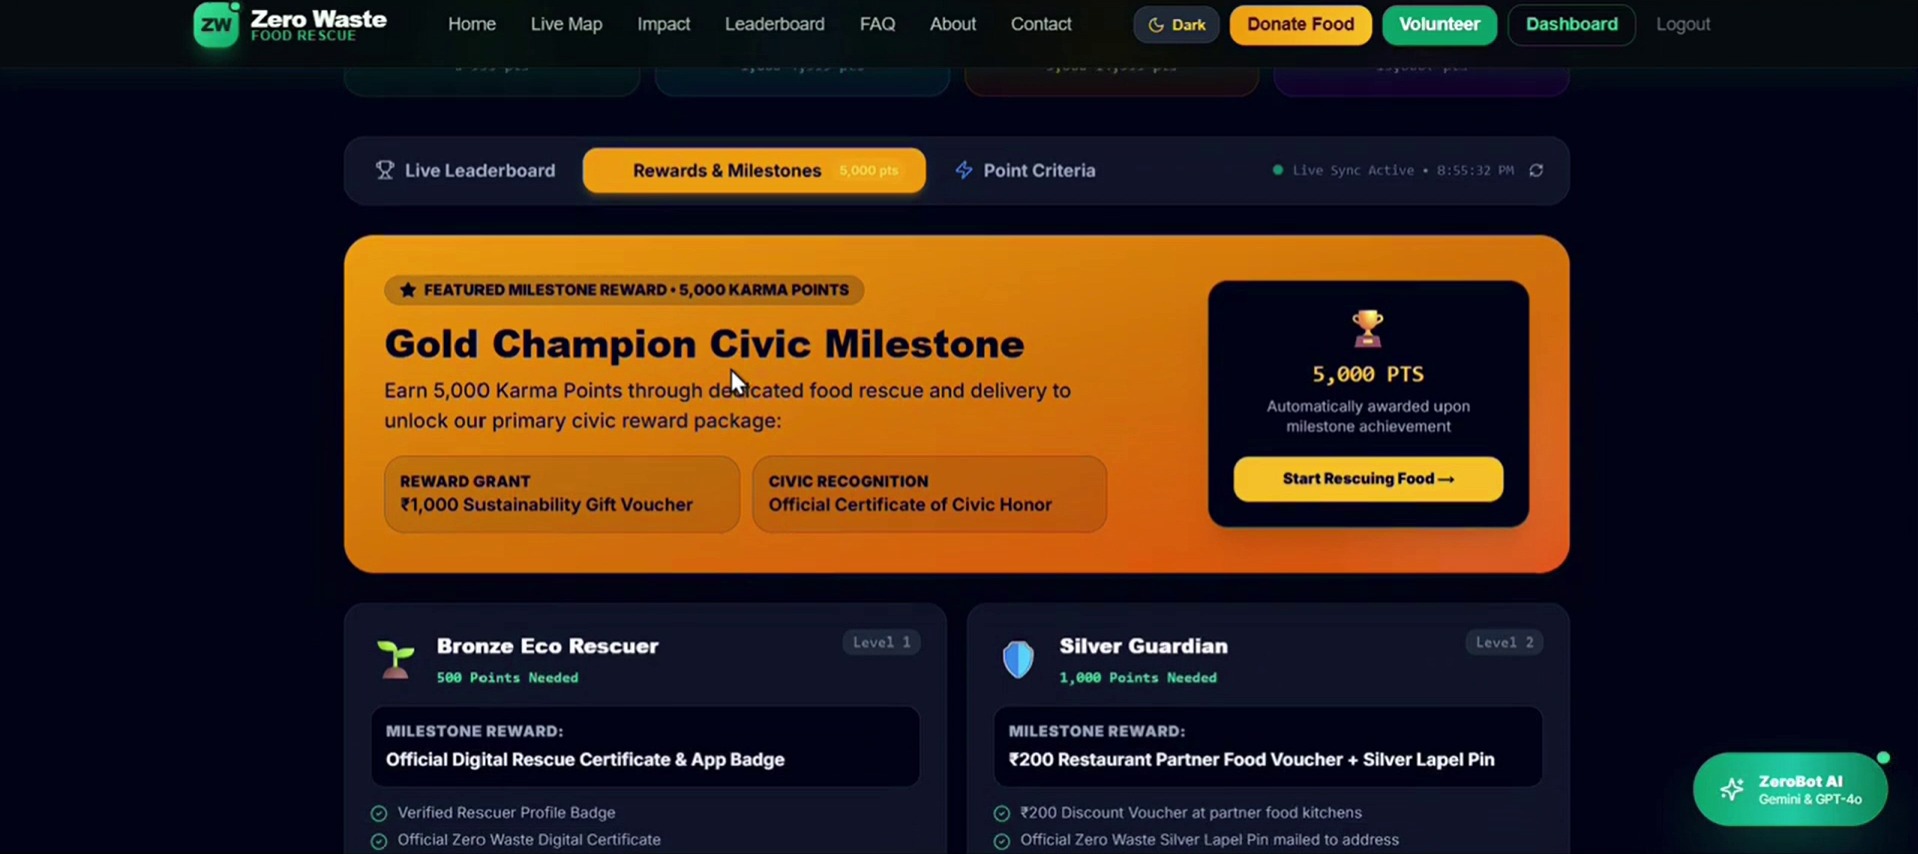 ZW
Zero Waste
FOOD RESCUE
Home
Live Map
Impact
Leaderboard
FAQ
About
Contact
Dark
Donate Food
Volunteer
Dashboard
Logout
Live Leaderboard
Rewards & Milestones
5,000 pts
Point Criteria
Live Sync Active • 8:55:32 PM
FEATURED MILESTONE REWARD • 5,000 KARMA POINTS
Gold Champion Civic Milestone
Earn 5,000 Karma Points through dedicated food rescue and delivery to
unlock our primary civic reward package:
REWARD GRANT
₹1,000 Sustainability Gift Voucher
CIVIC RECOGNITION
Official Certificate of Civic Honor
5,000 PTS
Automatically awarded upon
milestone achievement
Start Rescuing Food →
Bronze Eco Rescuer
Level 1
500 Points Needed
MILESTONE REWARD:
Official Digital Rescue Certificate & App Badge
Verified Rescuer Profile Badge
Official Zero Waste Digital Certificate
Silver Guardian
Level 2
1,000 Points Needed
MILESTONE REWARD:
₹200 Restaurant Partner Food Voucher + Silver Lapel Pin
₹200 Discount Voucher at partner food kitchens
Official Zero Waste Silver Lapel Pin mailed to address
ZeroBot AI
Gemini & GPT-4o